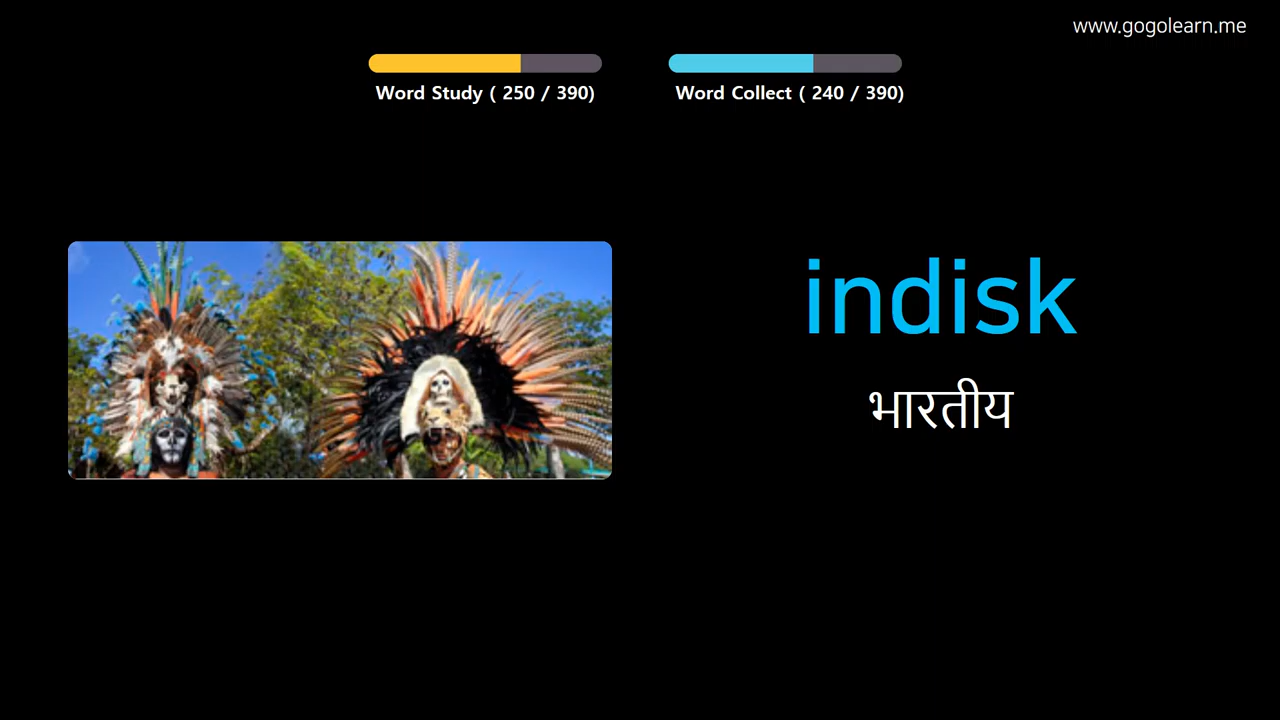 www.gogolearn.me
Word Study ( 250 / 390)
Word Collect ( 240 / 390)
indisk
भारतीय